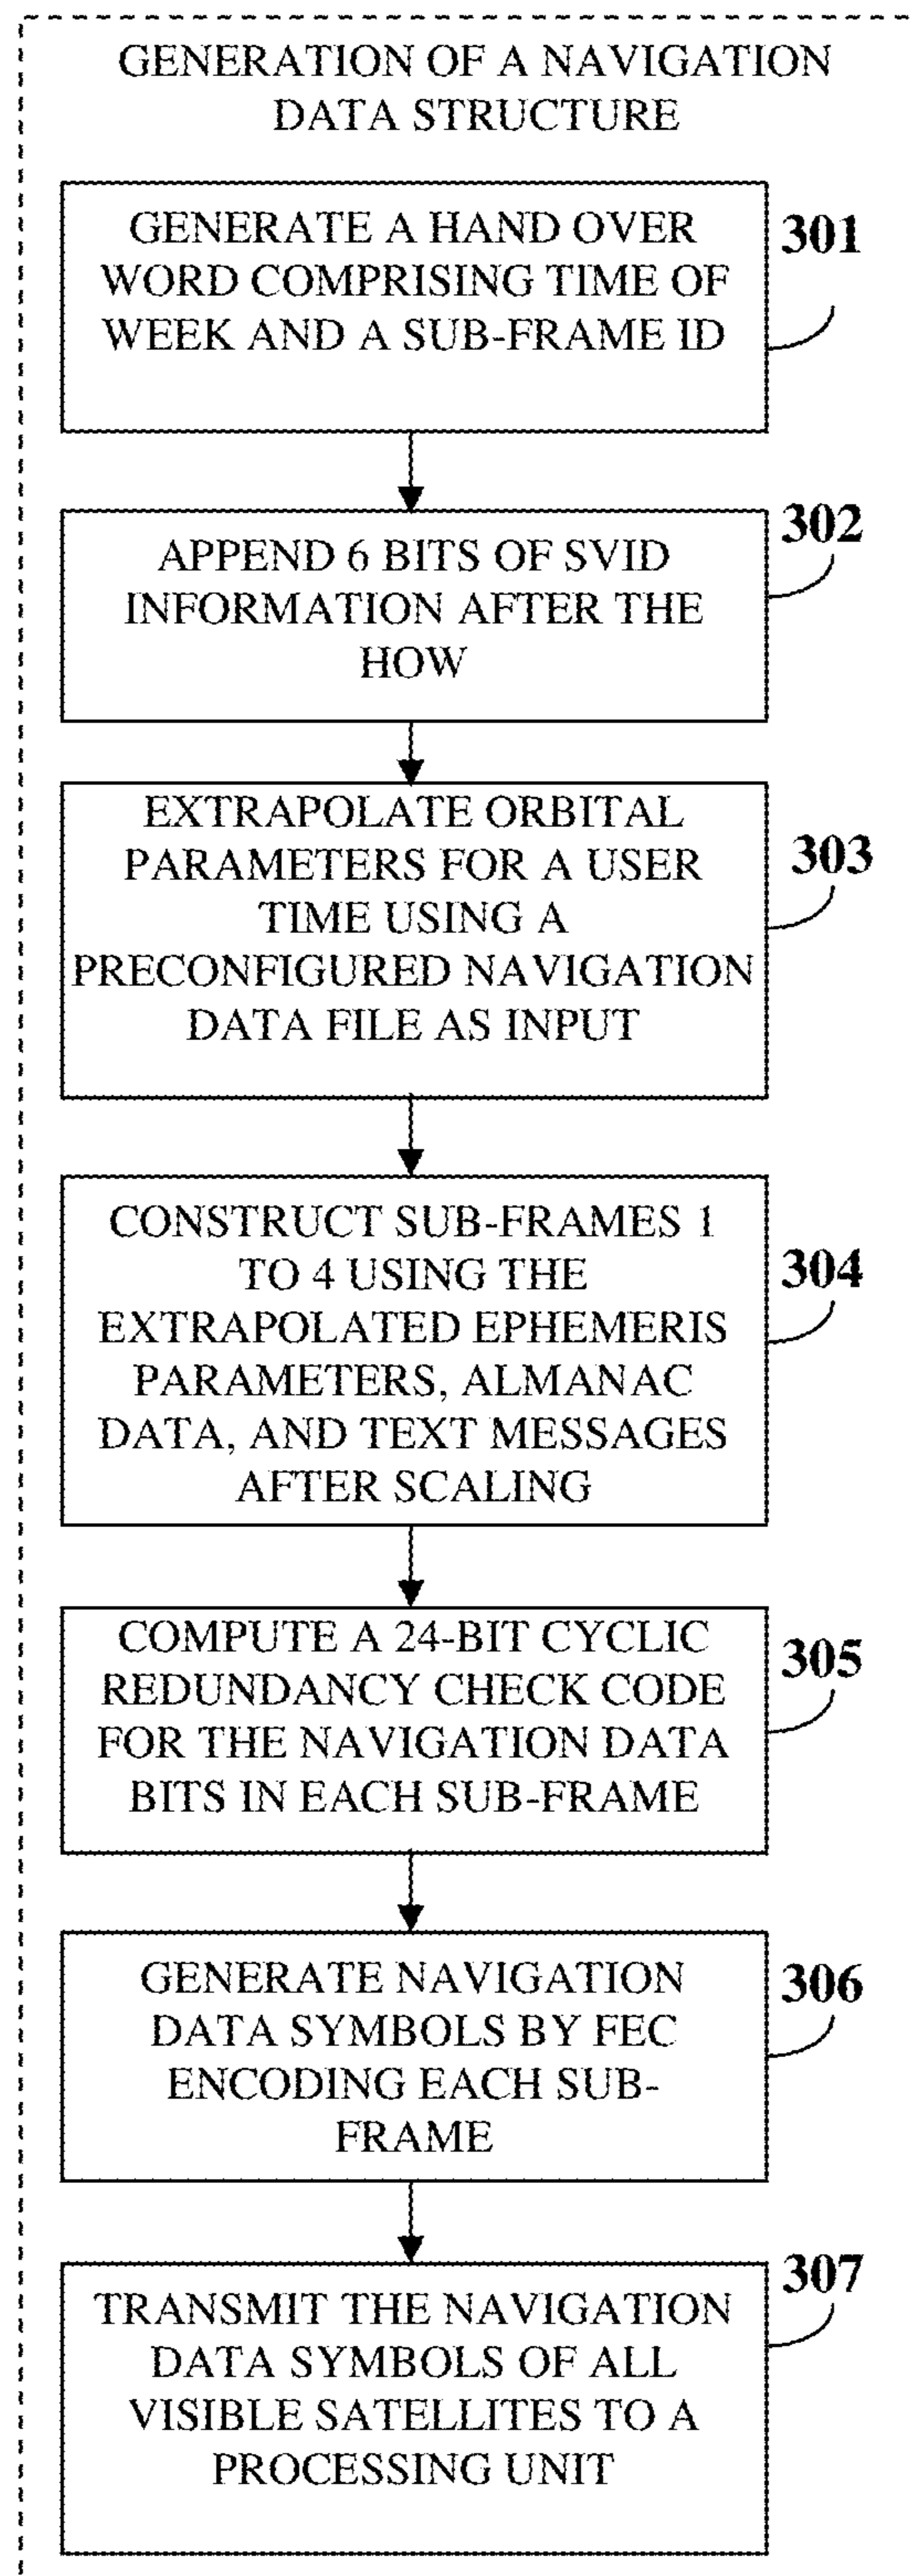 GENERATION OF A NAVIGATION
DATA STRUCTURE
GENERATE A HAND OVER
WORD COMPRISING TIME OF
WEEK AND A SUB-FRAME ID
301
APPEND 6 BITS OF SVID
INFORMATION AFTER THE
HOW
302
EXTRAPOLATE ORBITAL
PARAMETERS FOR A USER
TIME USING A
PRECONFIGURED NAVIGATION
DATA FILE AS INPUT
303
CONSTRUCT SUB-FRAMES 1
TO 4 USING THE
EXTRAPOLATED EPHEMERIS
PARAMETERS, ALMANAC
DATA, AND TEXT MESSAGES
AFTER SCALING
304
COMPUTE A 24-BIT CYCLIC
REDUNDANCY CHECK CODE
FOR THE NAVIGATION DATA
BITS IN EACH SUB-FRAME
305
GENERATE NAVIGATION
DATA SYMBOLS BY FEC
ENCODING EACH SUB-
FRAME
306
TRANSMIT THE NAVIGATION
DATA SYMBOLS OF ALL
VISIBLE SATELLITES TO A
PROCESSING UNIT
307